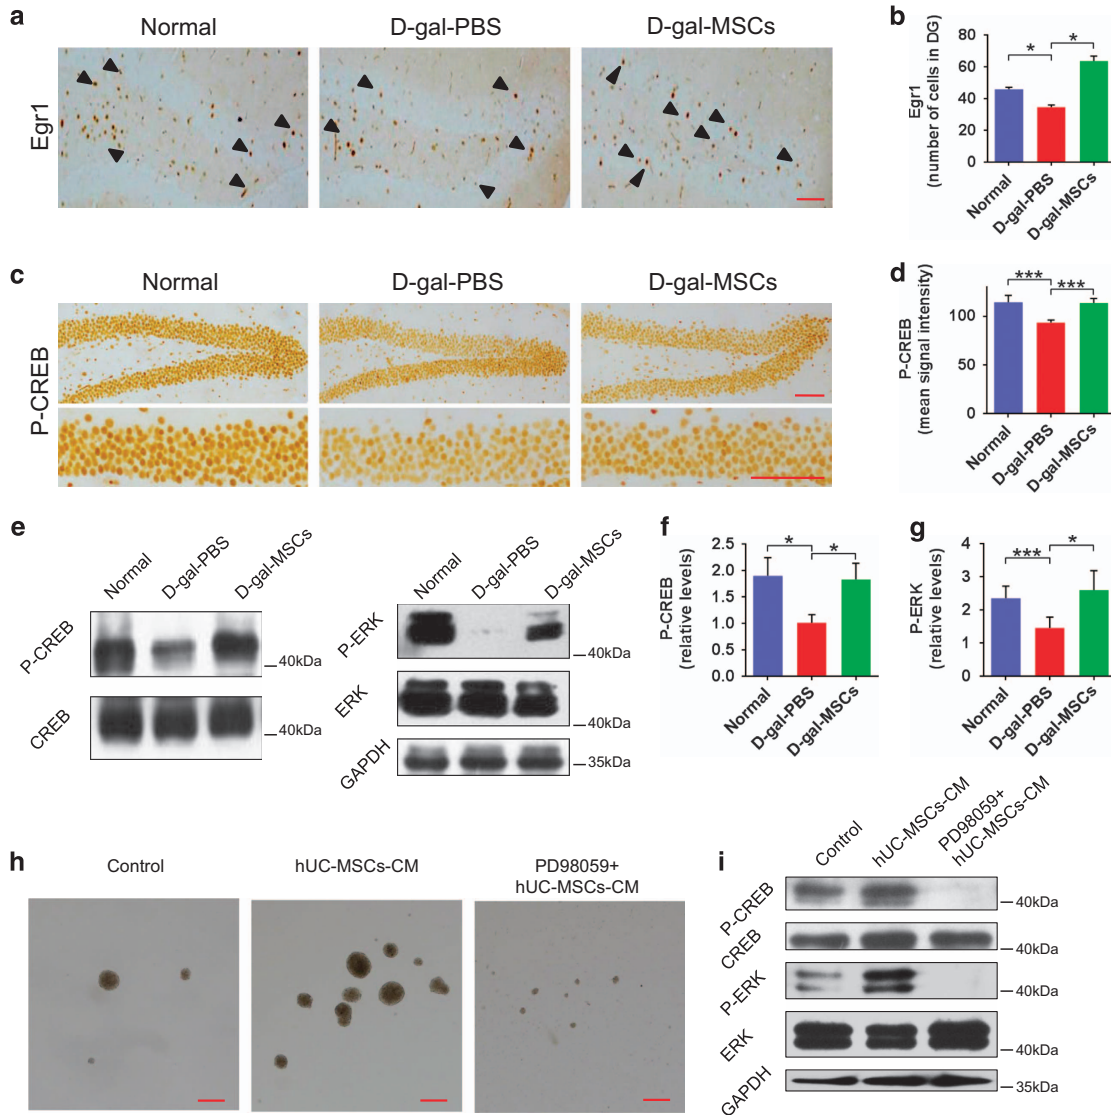 a
Normal
D-gal-PBS
D-gal-MSCs
Egr1
b
Egr1
(number of cells in DG)
80
60
40
20
0
*
*
Normal
D-gal-PBS
D-gal-MSCs
c
Normal
D-gal-PBS
D-gal-MSCs
P-CREB
d
P-CREB
(mean signal intensity)
100
50
0
***
***
Normal
D-gal-PBS
D-gal-MSCs
e
Normal
D-gal-PBS
D-gal-MSCs
P-CREB
40kDa
CREB
40kDa
Normal
D-gal-PBS
D-gal-MSCs
P-ERK
40kDa
ERK
40kDa
GAPDH
35kDa
f
P-CREB
(relative levels)
2.5
2.0
1.5
1.0
0.5
0.0
*
*
Normal
D-gal-PBS
D-gal-MSCs
g
P-ERK
(relative levels)
4
3
2
1
0
***
*
Normal
D-gal-PBS
D-gal-MSCs
h
Control
hUC-MSCs-CM
PD98059+
hUC-MSCs-CM
i
Control
hUC-MSCs-CM
PD98059+
hUC-MSCs-CM
P-CREB
40kDa
CREB
40kDa
P-ERK
40kDa
ERK
40kDa
GAPDH
35kDa